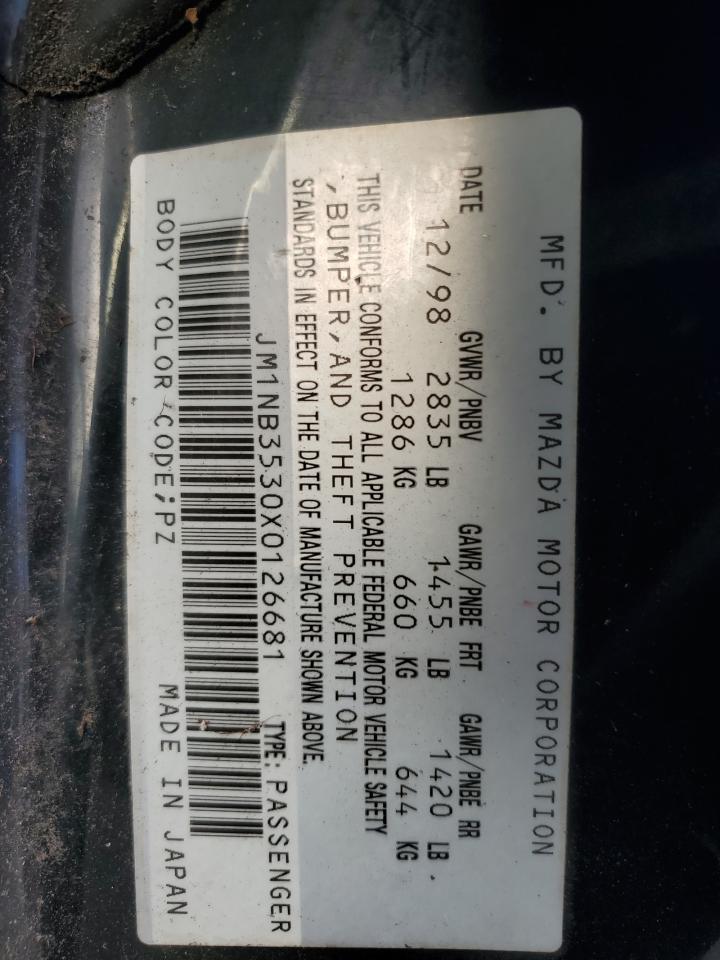 MFD. BY MAZDA MOTOR CORPORATION
DATE GVWR/PNBV GAWR/PNBE FRT. GAWR/PNBE RR
12/98 2835 LB 1455 LB 1420 LB.
1286 KG 660 KG 644 KG
THIS VEHICLE CONFORMS TO ALL APPLICABLE FEDERAL MOTOR VEHICLE SAFETY
,BUMPER,AND THEFT PREVENTION
STANDARDS IN EFFECT ON THE DATE OF MANUFACTURE SHOWN ABOVE.
JM1NB3530X0126681 TYPE: PASSENGER
BODY COLOR CODE;PZ MADE IN JAPAN